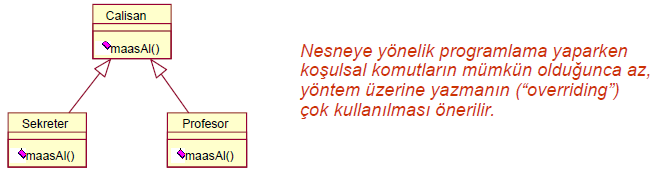 Calisan
maasAl()
Nesneye yönelik programlama yaparken
koşulsal komutların mümkün olduğunca az,
yöntem üzerine yazmanın (“overriding”)
çok kullanılması önerilir.
Sekreter
maasAl()
Profesor
maasAl()